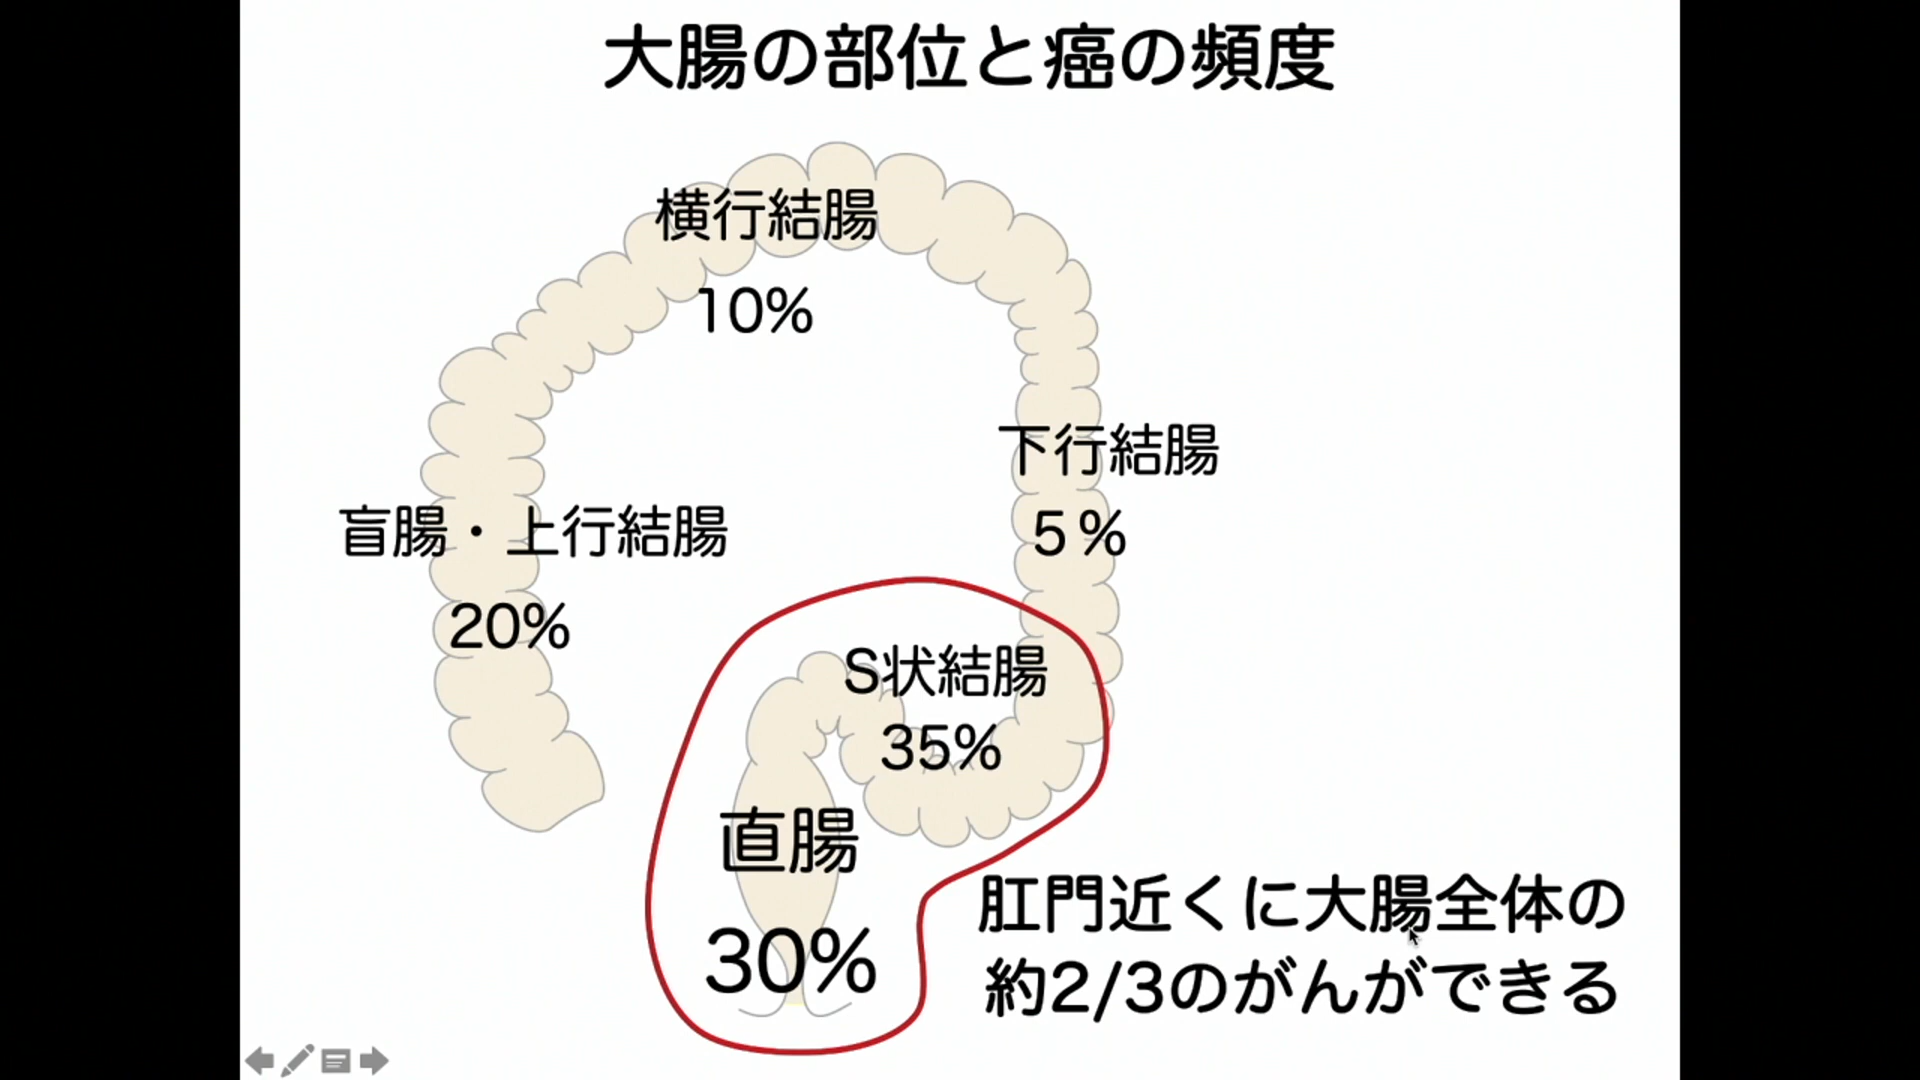 大腸の部位と癌の頻度
横行結腸
10%
下行結腸
5%
盲腸・上行結腸
20%
S状結腸
35%
直腸
30%
肛門近くに大腸全体の
約2/3のがんができる